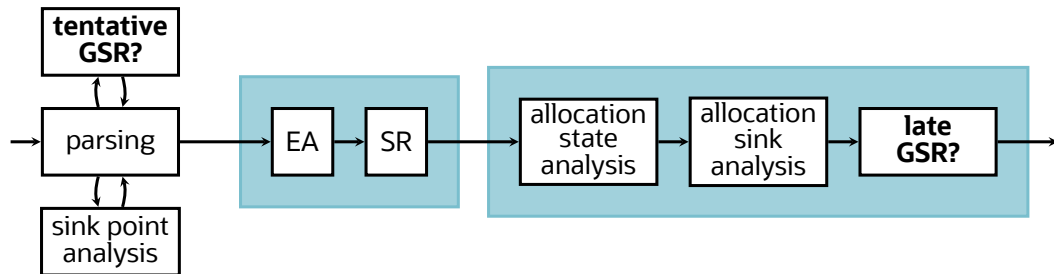 tentative
GSR?
parsing
sink point
analysis
EA
SR
allocation
state
analysis
allocation
sink
analysis
late
GSR?